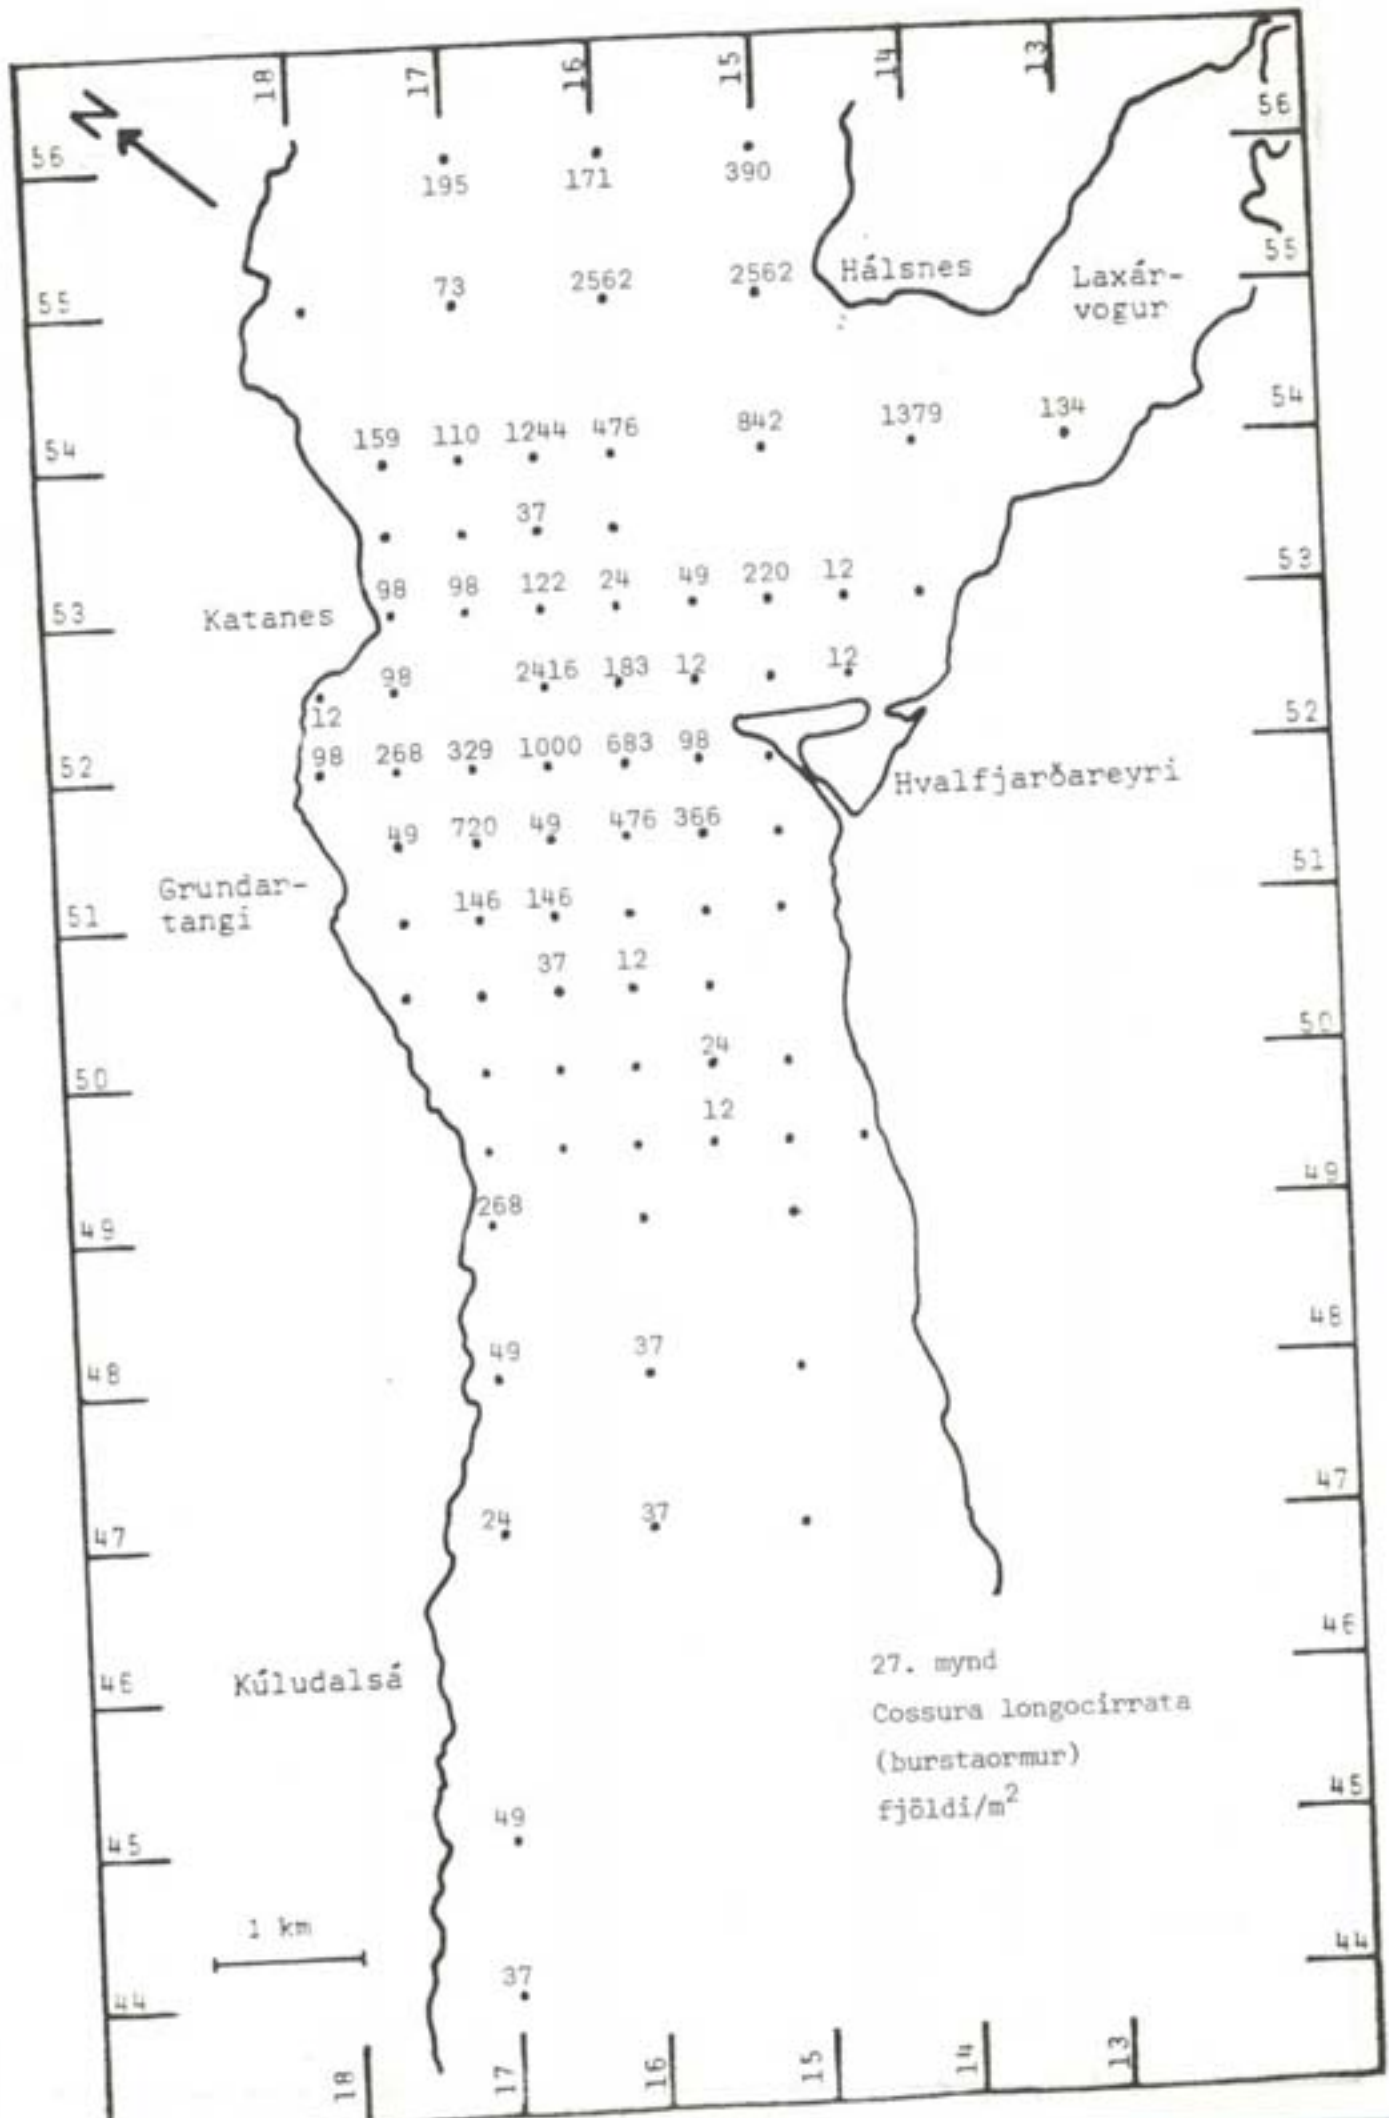 18 17 16 15 14 13
N
56 56
195 171 390
55 73 2562 2562 Hálsnes Laxár- 55
vogur
54 159 110 1244 476 842 1379 134 54
37
98 98 122 24 49 220 12 53
53 Katanes
98 2416 183 12 12
12 52
52 98 268 329 1000 683 98 Hvalfjarðareyri
49 720 49 476 366
51
Grundar-
51 tangi 146 146
37 12
50
24
50
12
49
268
49
48
49 37
48
47
24 37
47
46
46 Kúludalsá
27. mynd
Cossura longocirrata
(burstaormur)
fjöldi/m²
45
49
45
1 km
44
37
44
18 17 16 15 14 13